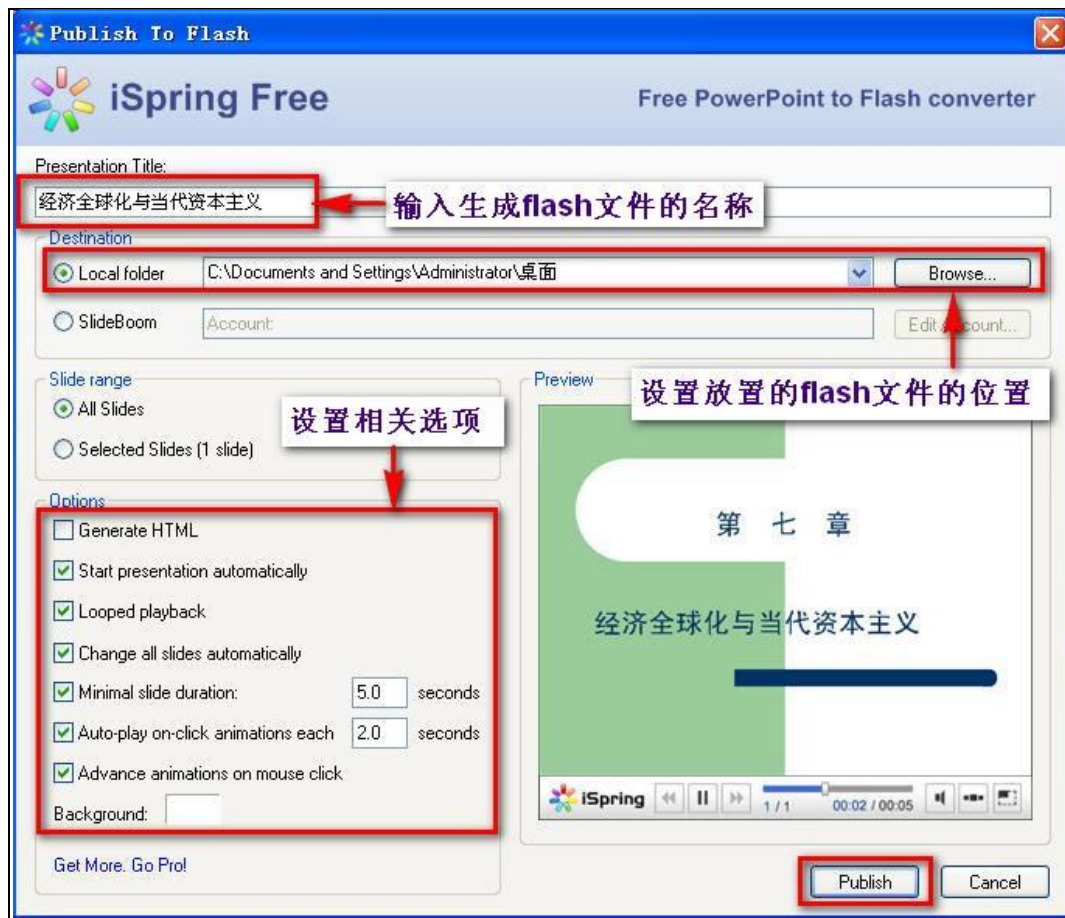 Publish To Flash
iSpring Free
Free PowerPoint to Flash converter
Presentation Title:
经济全球化与当代资本主义
输入生成flash文件的名称
Destination
Local folder
C:\Documents and Settings\Administrator\桌面
Browse...
SlideBoom
Account:
Edit Account...
Slide range
All Slides
Selected Slides (1 slide)
设置相关选项
Preview
设置放置的flash文件的位置
Options
Generate HTML
Start presentation automatically
Looped playback
Change all slides automatically
Minimal slide duration: 5.0 seconds
Auto-play on-click animations each 2.0 seconds
Advance animations on mouse click
Background:
第 七 章
经济全球化与当代资本主义
iSpring
1 / 1
00:02 / 00:05
Get More. Go Pro!
Publish
Cancel